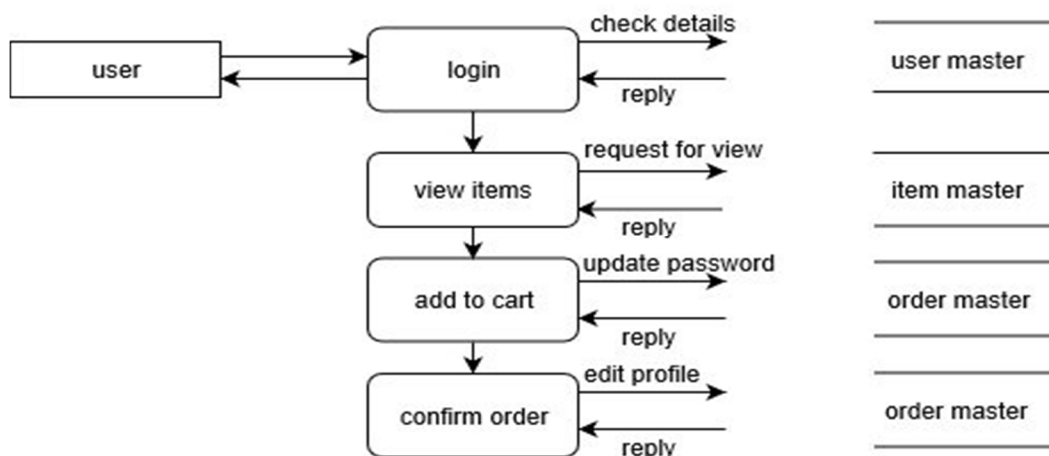 check details
user
login
user master
reply
request for view
view items
item master
reply
update password
add to cart
order master
reply
edit profile
confirm order
order master
reply